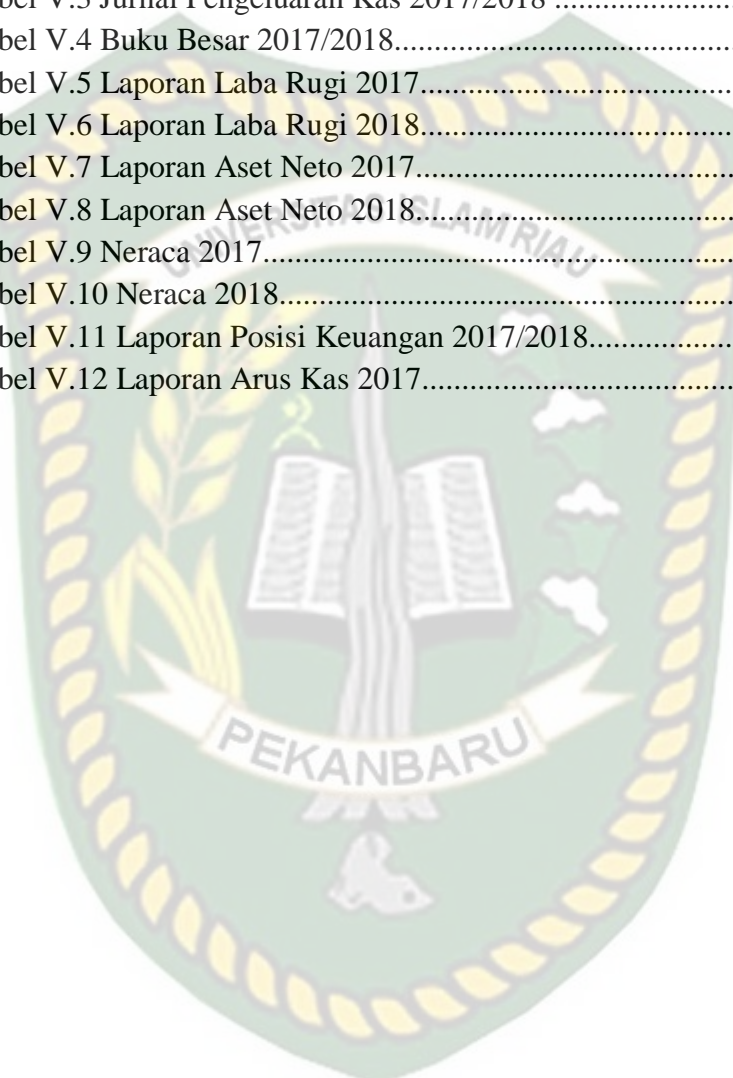 bel V.3 Jurnal Pengeluaran Kas 2017/2018 ........................
bel V.4 Buku Besar 2017/2018............................................
bel V.5 Laporan Laba Rugi 2017.........................................
bel V.6 Laporan Laba Rugi 2018.........................................
bel V.7 Laporan Aset Neto 2017.........................................
bel V.8 Laporan Aset Neto 2018.........................................
bel V.9 Neraca 2017............................................................
bel V.10 Neraca 2018..........................................................
bel V.11 Laporan Posisi Keuangan 2017/2018...................
bel V.12 Laporan Arus Kas 2017........................................
UNIVERSITAS ISLAM RIAU
PEKANBARU